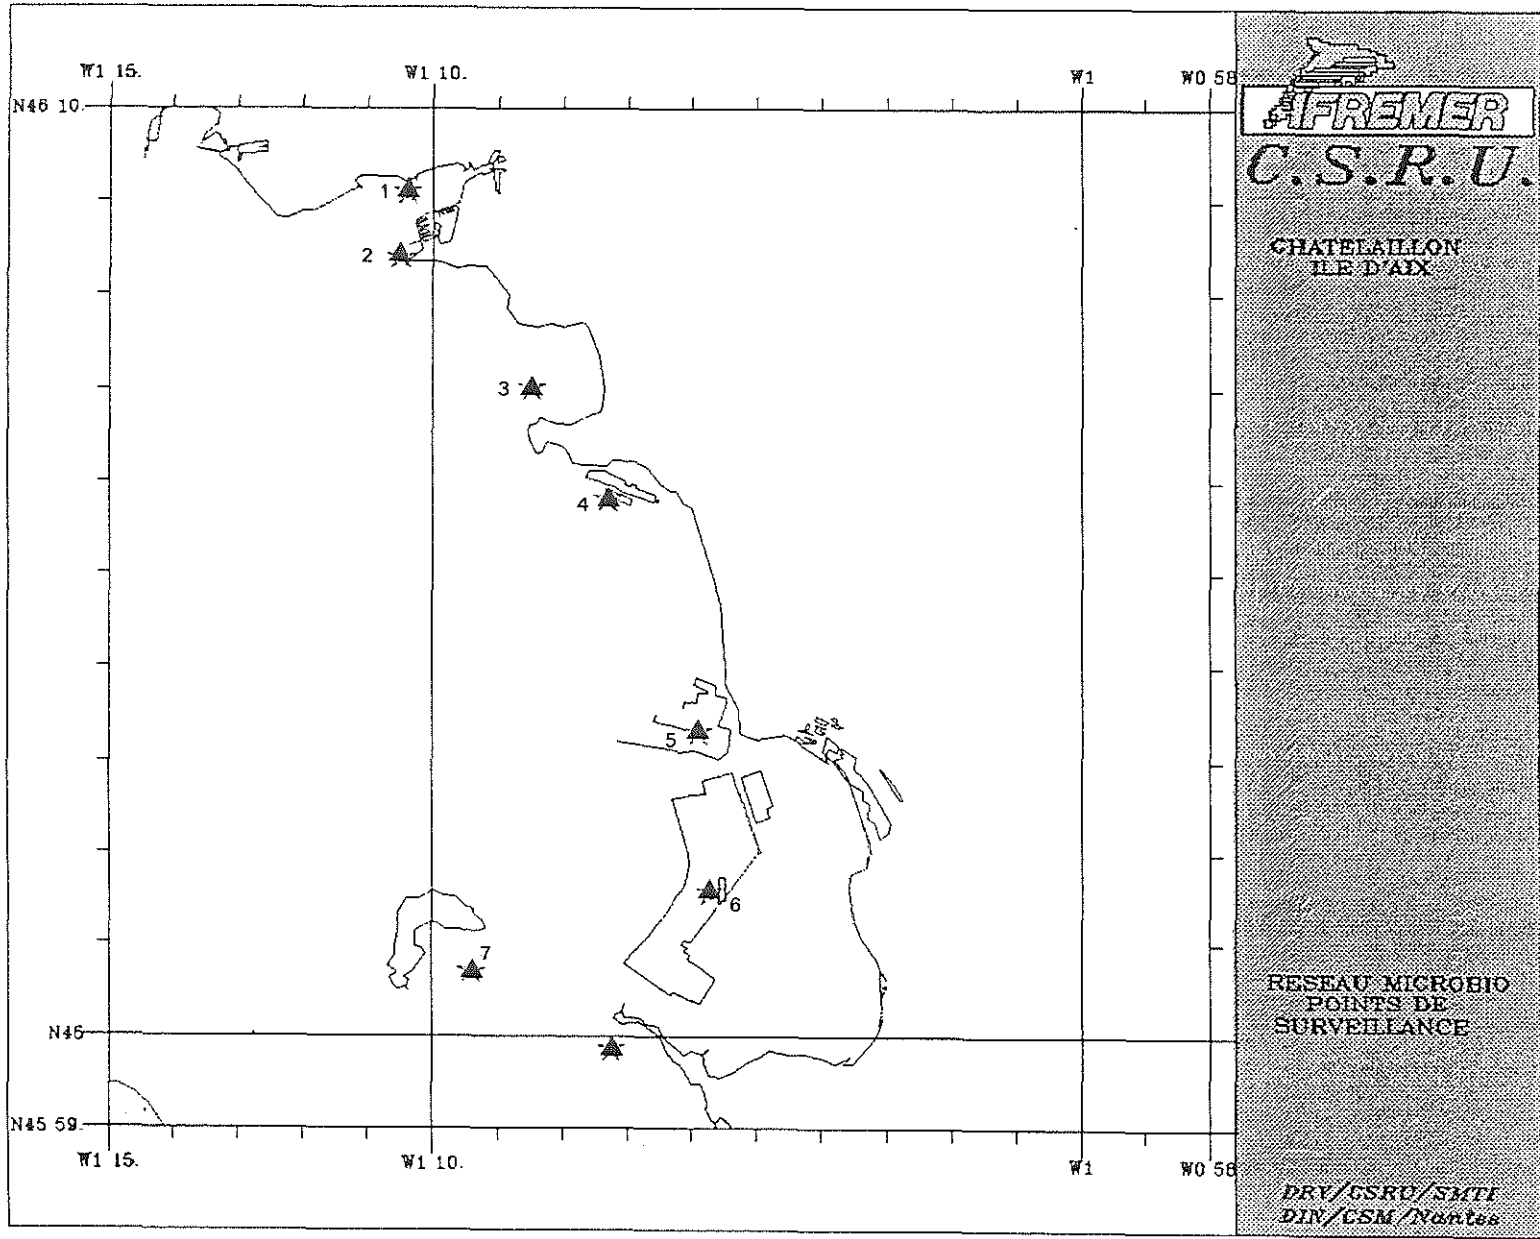 W1 15.
W1 10.
W1
W0 58
N46 10.
1
2
3
4
5
6
7
N46
N45 59.
W1 15.
W1 10.
W1
W0 58
IFREMER
C.S.R.U.
CHATELAILLON
ILE D'AIX
RESEAU MICROBIO
POINTS DE
SURVEILLANCE
DRV/CSRU/SMTI
DIN/CSM/Nantes